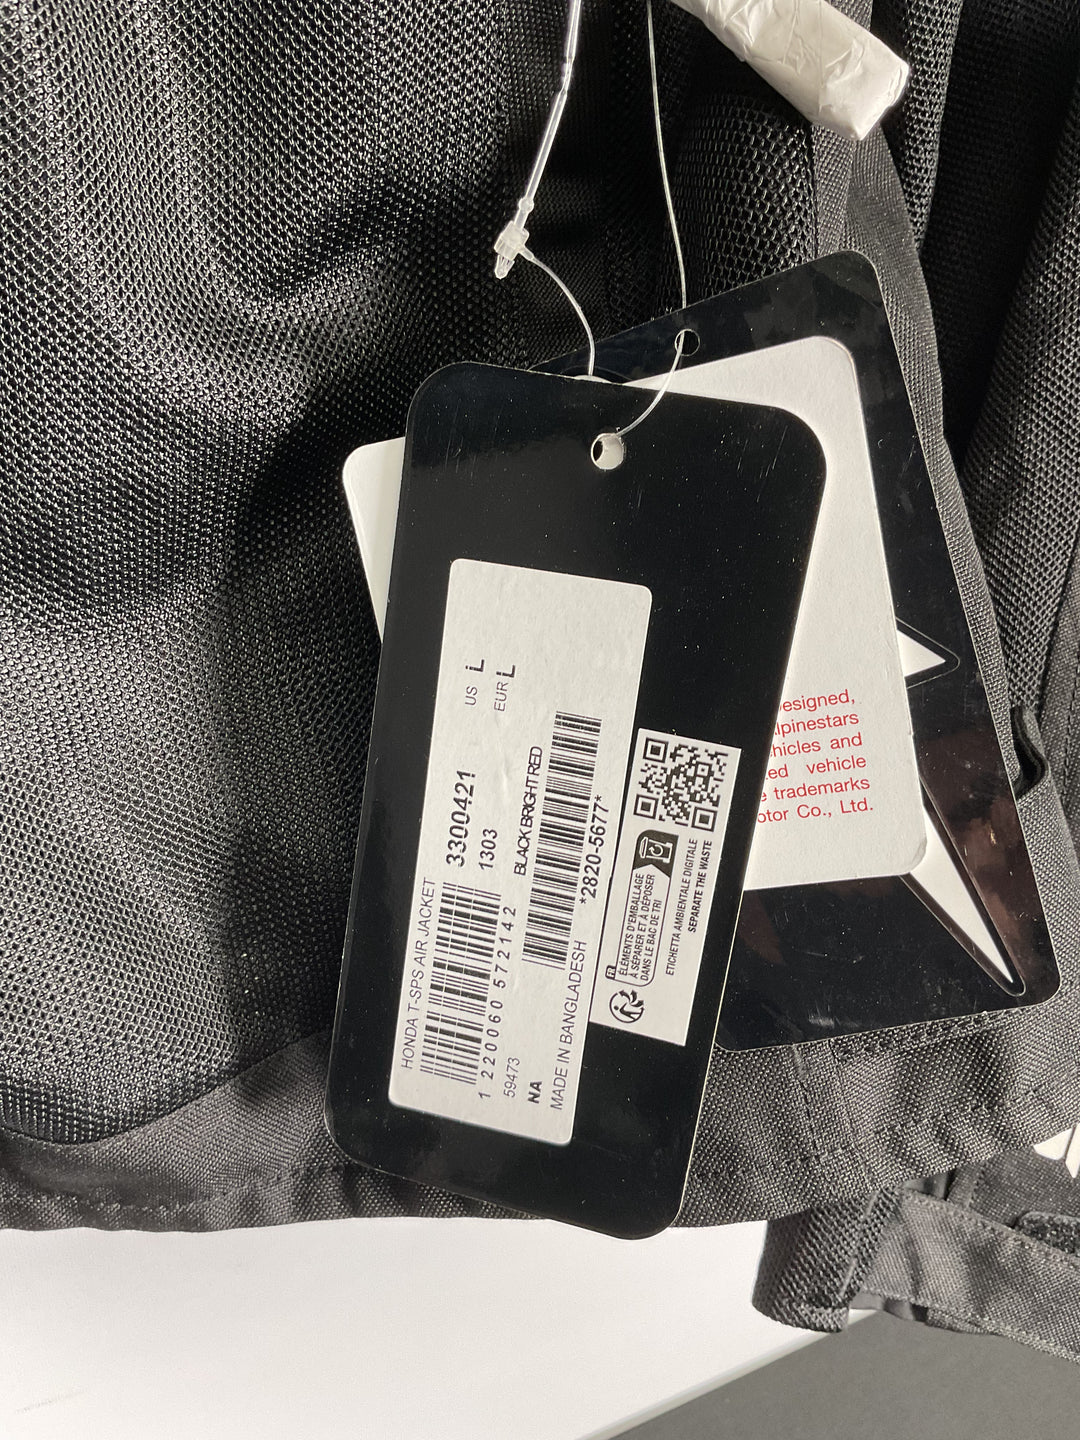 HONDA T-SPS AIR JACKET
3300421
US L
1303
EUR L
1 220060 572142
BLACK BRIGHT RED
59473
NA
*2820-5677*
MADE IN BANGLADESH
FR
ÉLÉMENTS D'EMBALLAGE
À SÉPARER ET À DÉPOSER
DANS LE BAC DE TRI
ETICHETTA AMBIENTALE DIGITALE
SEPARATE THE WASTE
esigned,
lpinestars
hicles and
ed vehicle
e trademarks
otor Co., Ltd.